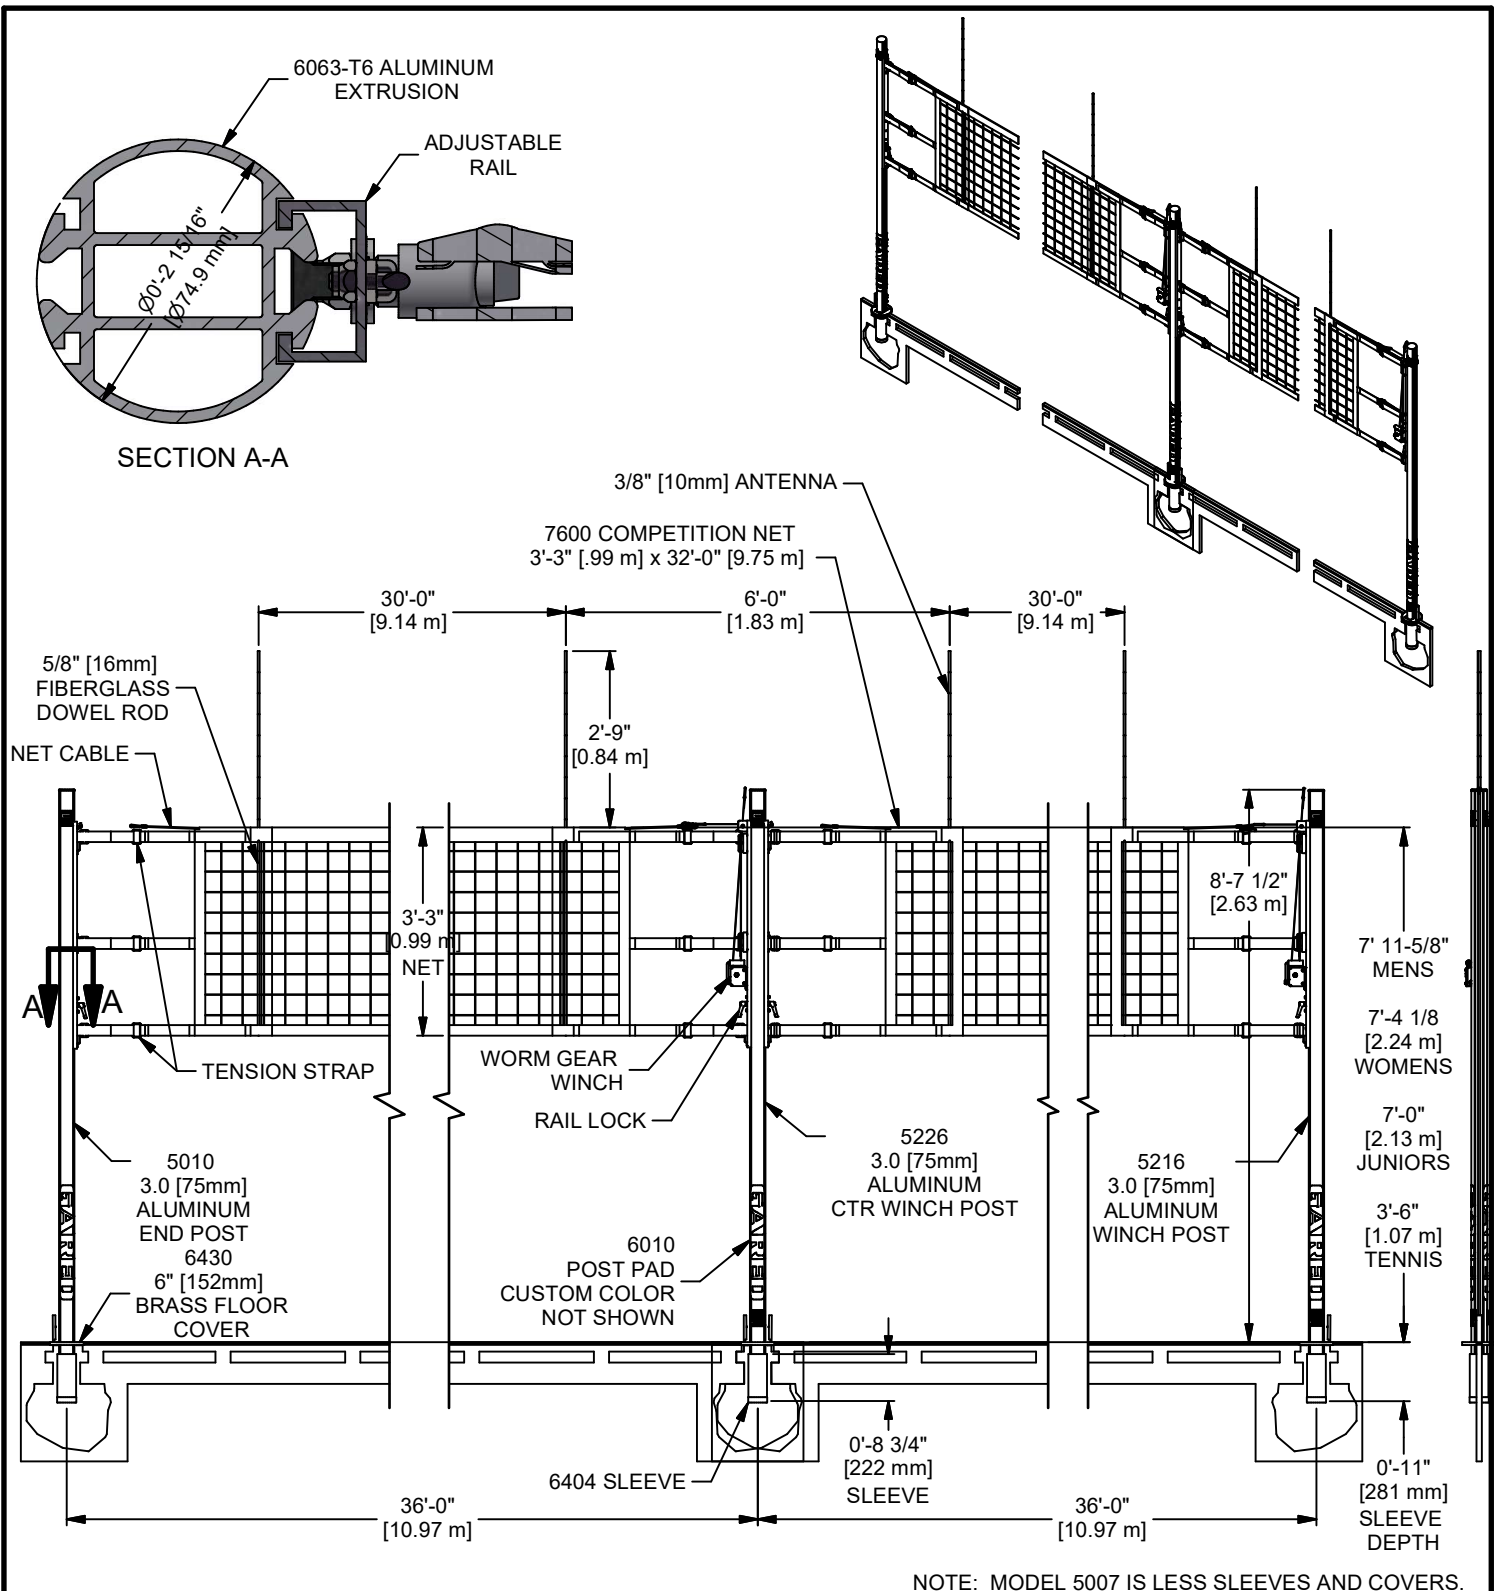 6063-T6 ALUMINUM
EXTRUSION
ADJUSTABLE
RAIL
Ø0'-2 15/16"
[Ø74.9 mm]
SECTION A-A
3/8" [10mm] ANTENNA
7600 COMPETITION NET
3'-3" [.99 m] x 32'-0" [9.75 m]
30'-0"
[9.14 m]
6'-0"
[1.83 m]
30'-0"
[9.14 m]
5/8" [16mm]
FIBERGLASS
DOWEL ROD
NET CABLE
2'-9"
[0.84 m]
3'-3"
[0.99 m]
NET
8'-7 1/2"
[2.63 m]
7' 11-5/8"
MENS
7'-4 1/8
[2.24 m]
WOMENS
7'-0"
[2.13 m]
JUNIORS
3'-6"
[1.07 m]
TENNIS
A
A
TENSION STRAP
WORM GEAR
WINCH
RAIL LOCK
5010
3.0 [75mm]
ALUMINUM
END POST
6430
6" [152mm]
BRASS FLOOR
COVER
5226
3.0 [75mm]
ALUMINUM
CTR WINCH POST
5216
3.0 [75mm]
ALUMINUM
WINCH POST
6010
POST PAD
CUSTOM COLOR
NOT SHOWN
GARED
GARED
GARED
6404 SLEEVE
0'-8 3/4"
[222 mm]
SLEEVE
0'-11"
[281 mm]
SLEEVE
DEPTH
36'-0"
[10.97 m]
36'-0"
[10.97 m]
NOTE: MODEL 5007 IS LESS SLEEVES AND COVERS.